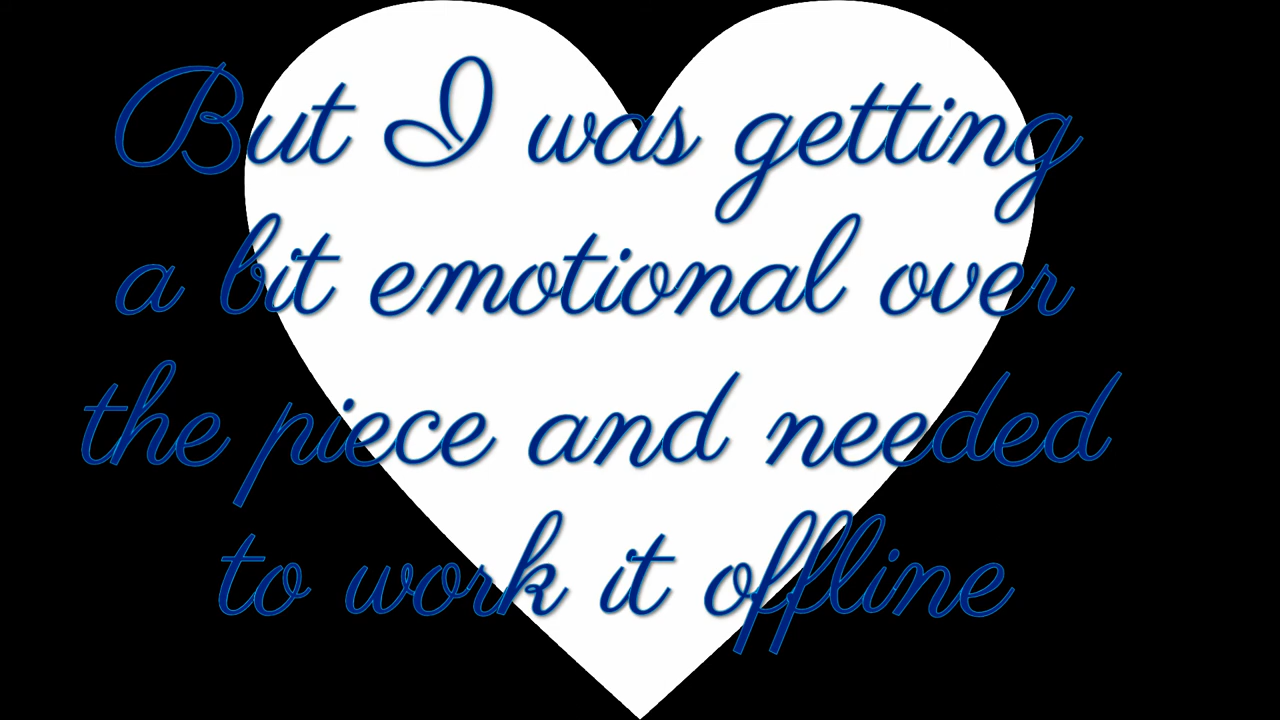 But I was getting
a bit emotional over
the piece and needed
to work it offline